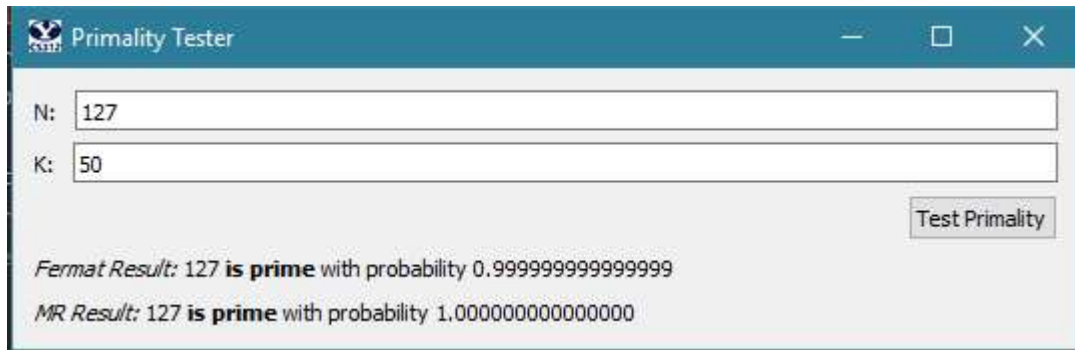 Primality Tester
N: 127
K: 50
Test Primality
Fermat Result: 127 is prime with probability 0.999999999999999
MR Result: 127 is prime with probability 1.000000000000000